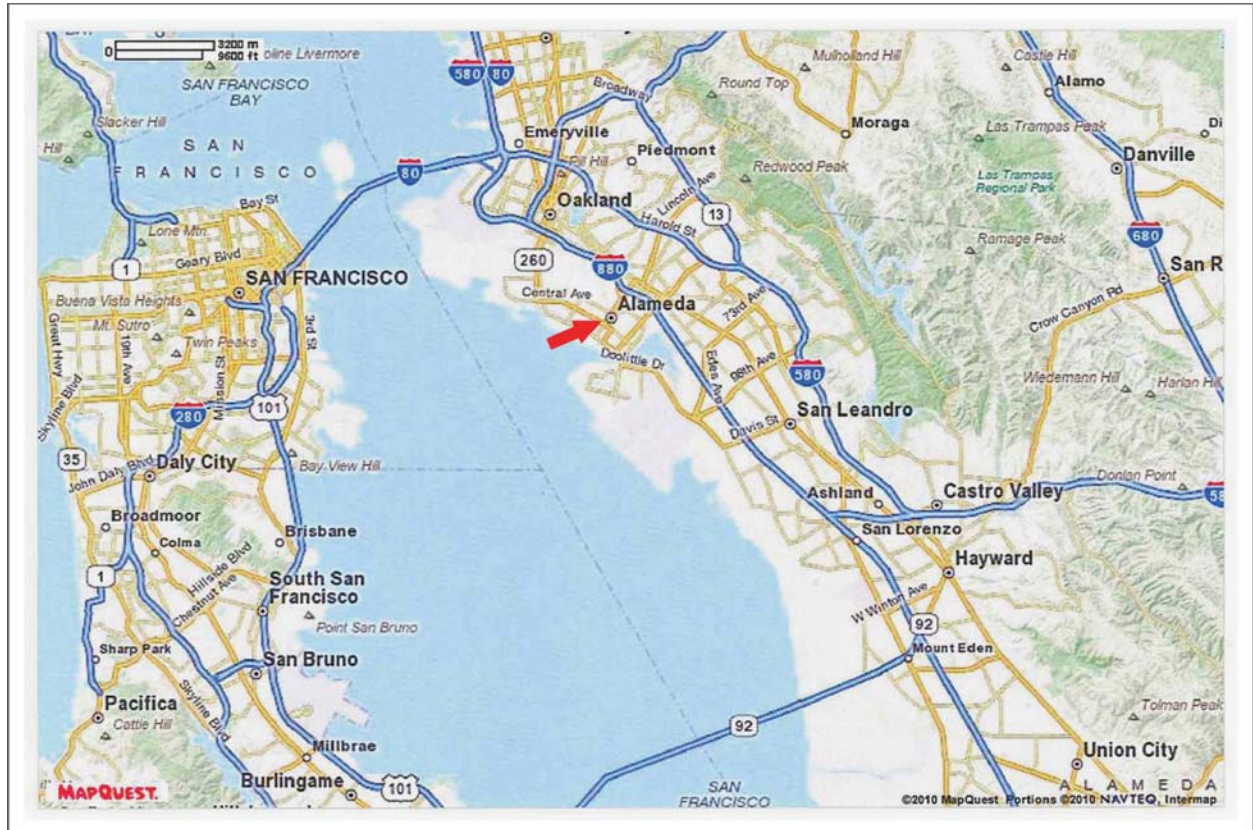 BAY
0
3200 m
9600 ft
oline Livermore
SAN FRANCISCO
BAY
580
80
Mulholland Hill
Castle Hill
Alamo
Round Top
Broadway
Slacker Hill
Hill
SAN
FRANCISCO
Emeryville
Moraga
Di
Las Trampas Peak
Piedmont
Pill Hill
Danville
80
Redwood Peak
Las Trampas
Regional Park
Lincoln Ave
Bay St
Oakland
13
Harold St
Lone Mtn.
680
Ramage Peak
1
Geary Blvd
260
880
San R
SAN FRANCISCO
Central Ave
Alameda
73rd Ave
Crow Canyon Rd
Buena Vista Heights
Mt. Sutro
Great Hwy
19th Ave
3rd St
Twin Peaks
Doolittle Dr
Edes Ave
98th Ave
580
Wiedemann Hill
Harlan Hill
Mission St
Skyline Blvd
280
101
San Leandro
Davis St
35
John Daly Blvd
Daly City
Bay View Hill
Donlan Point
Ashland
Castro Valley
58
Broadmoor
Colma
Brisbane
San Lorenzo
Hayward
1
Hillside Blvd
Chestnut Ave
South San
Francisco
W Winton Ave
92
Point San Bruno
Sharp Park
San Bruno
Mount Eden
Skyline Blvd
Pacifica
Cattle Hill
Tolman Peak
92
Millbrae
Union City
Burlingame
101
MAPQUEST.
SAN
FRANCISCO
ALAMEDA
©2010 MapQuest Portions ©2010 NAVTEQ, Intermap